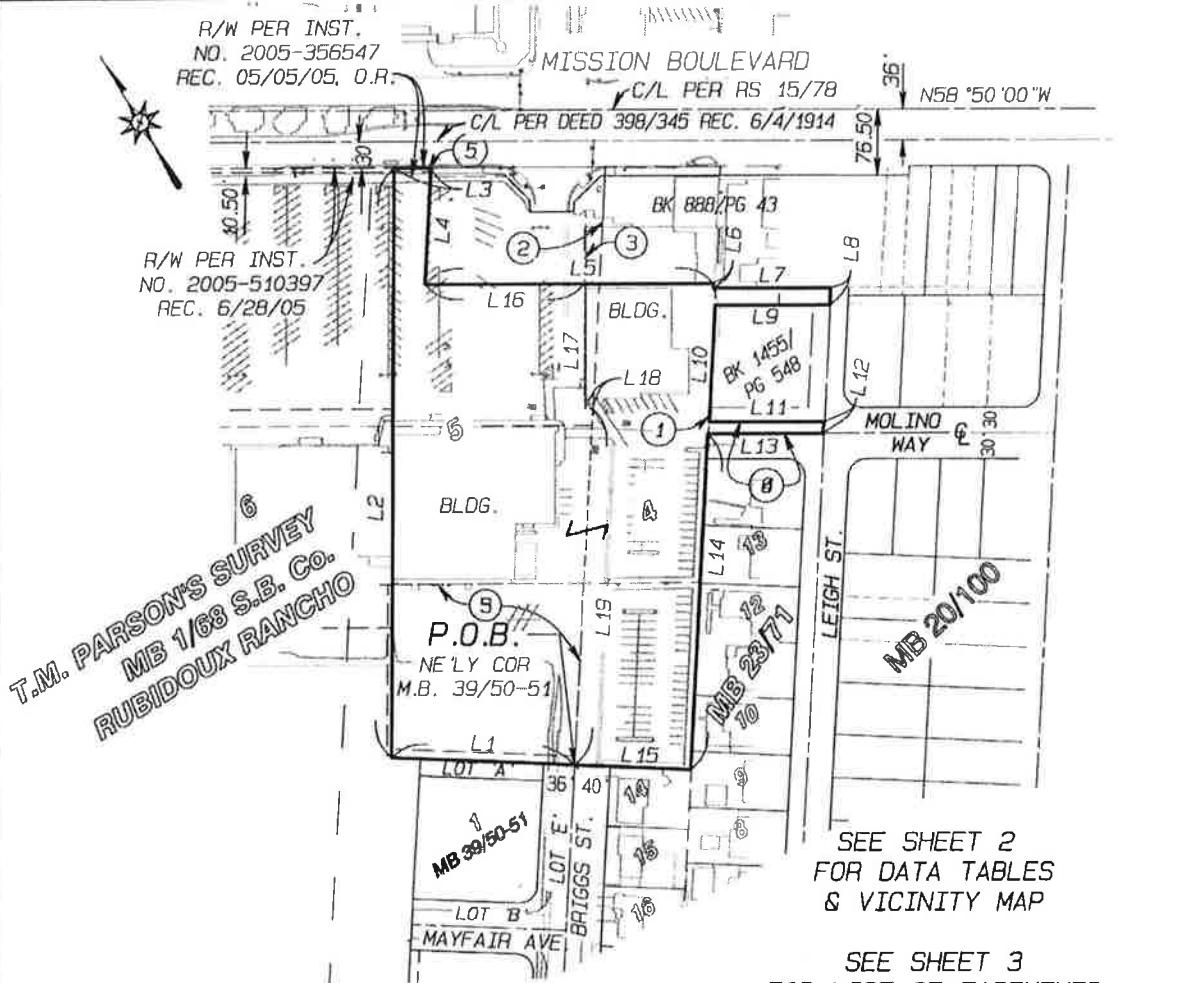 R/W PER INST.
NO. 2005-356547
REC. 05/05/05, O.R.
MISSION BOULEVARD
C/L PER RS 15/78
36'
N58°50'00"W
C/L PER DEED 398/345 REC. 6/4/1914
76.50
30
5
40.50
L3
L4
BK 888/PG 43
L6
2
3
L5
L8
R/W PER INST.
NO. 2005-510397
REC. 6/28/05
L7
L16
BLDG.
L9
L17
L10
BK 1455/
PG 548
L12
L18
L11
1
MOLINO
WAY
30 30
5
L13
8
6
L2
BLDG.
4
L14
13
T.M. PARSON'S SURVEY
MB 1/68 S.B. Co.
RUBIDOUX RANCHO
9
P.O.B.
NE'LY COR
M.B. 39/50-51
L19
12
MB 23/71
LEIGH ST.
MB 20/100
10
L1
L15
LOT 'A'
36' 40'
14
9
1
MB 39/50-51
LOT 'E'
BRIGGS ST.
15
8
LOT B
16
MAYFAIR AVE
SEE SHEET 2
FOR DATA TABLES
& VICINITY MAP
SEE SHEET 3